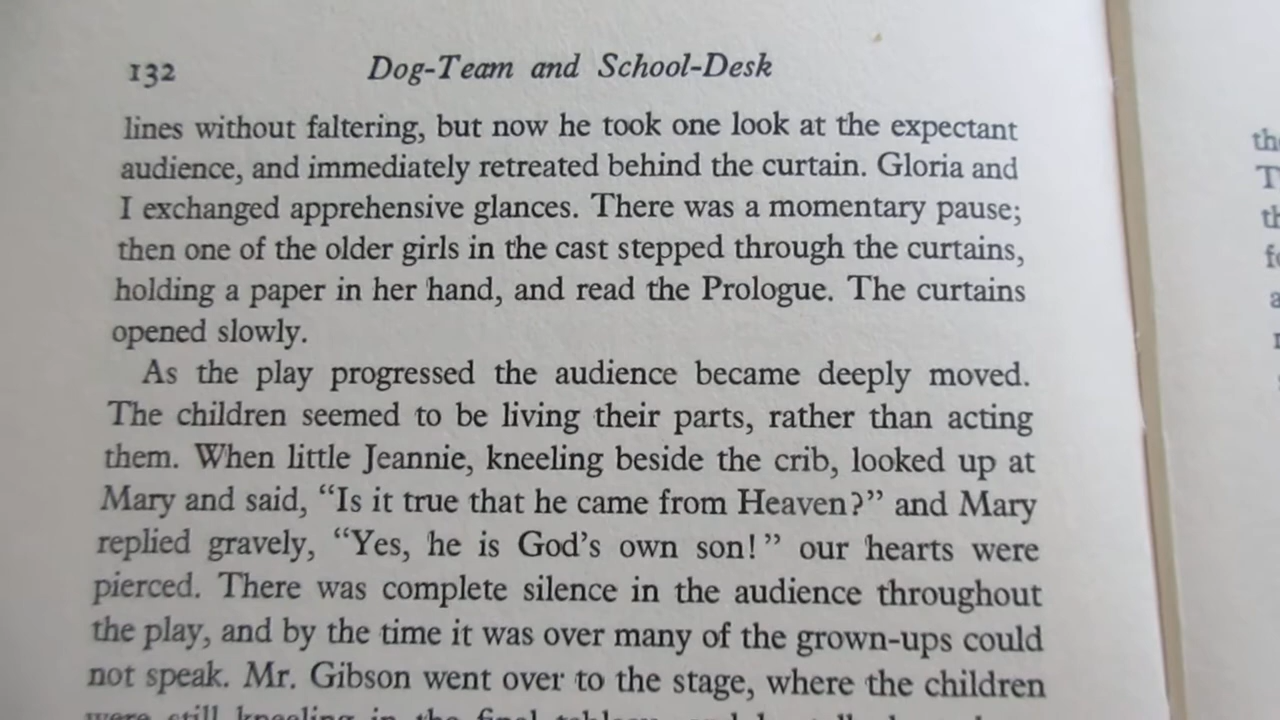 132 Dog-Team and School-Desk
lines without faltering, but now he took one look at the expectant
audience, and immediately retreated behind the curtain. Gloria and
I exchanged apprehensive glances. There was a momentary pause;
then one of the older girls in the cast stepped through the curtains,
holding a paper in her hand, and read the Prologue. The curtains
opened slowly.
As the play progressed the audience became deeply moved.
The children seemed to be living their parts, rather than acting
them. When little Jeannie, kneeling beside the crib, looked up at
Mary and said, “Is it true that he came from Heaven?” and Mary
replied gravely, “Yes, he is God’s own son!” our hearts were
pierced. There was complete silence in the audience throughout
the play, and by the time it was over many of the grown-ups could
not speak. Mr. Gibson went over to the stage, where the children
were still kneeling in the final